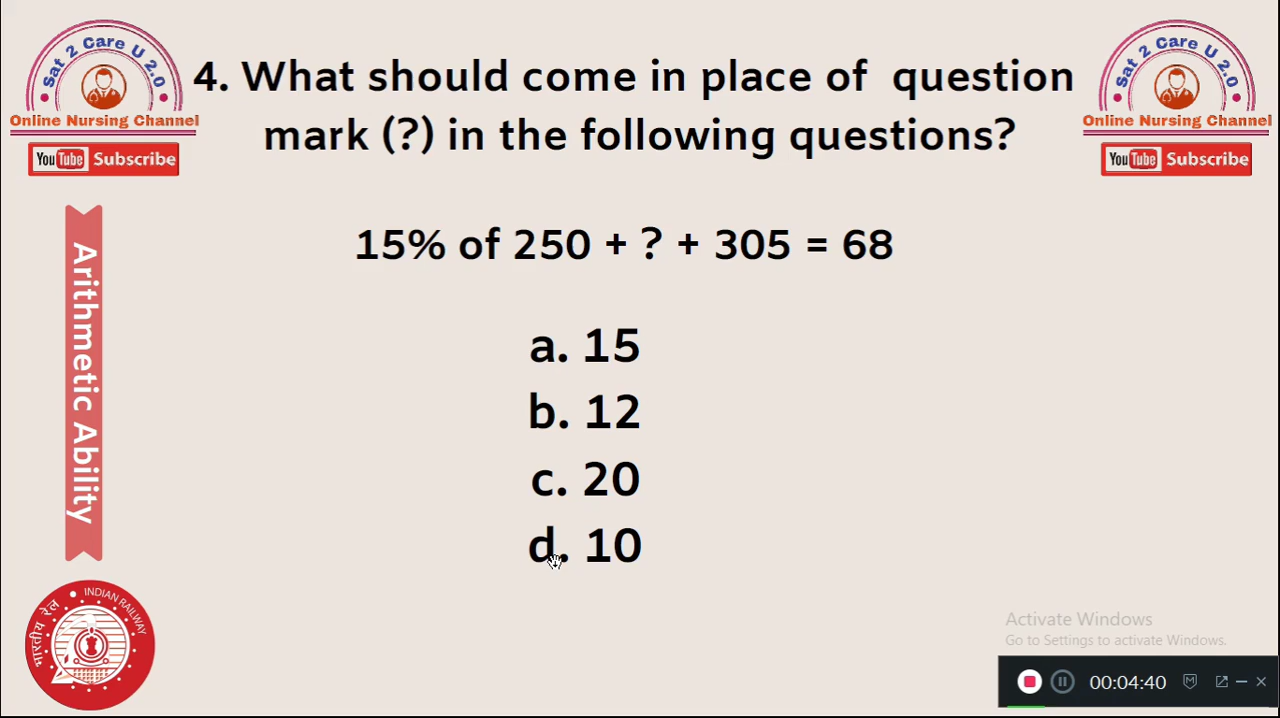 Sat 2 Care U 2.0
Online Nursing Channel
YouTube Subscribe
4. What should come in place of question
mark (?) in the following questions?
Sat 2 Care U 2.0
Online Nursing Channel
YouTube Subscribe
Arithmetic Ability
15% of 250 + ? + 305 = 68
a. 15
b. 12
c. 20
d. 10
भारतीय रेल
INDIAN RAILWAY
Activate Windows
Go to Settings to activate Windows.
00:04:40